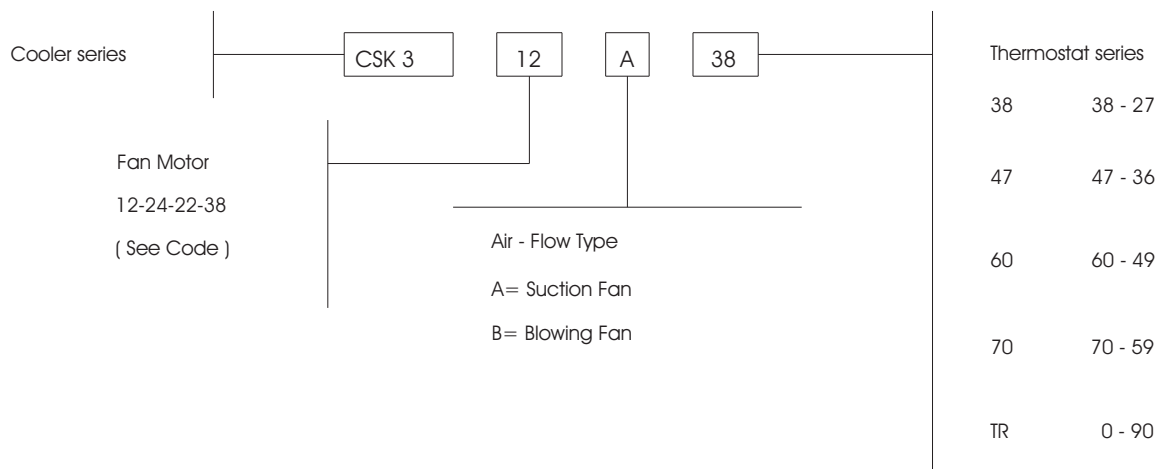 Cooler series
CSK 3 12 A 38
Thermostat series
38 38 - 27
47 47 - 36
60 60 - 49
70 70 - 59
TR 0 - 90
Fan Motor
12-24-22-38
( See Code )
Air - Flow Type
A= Suction Fan
B= Blowing Fan